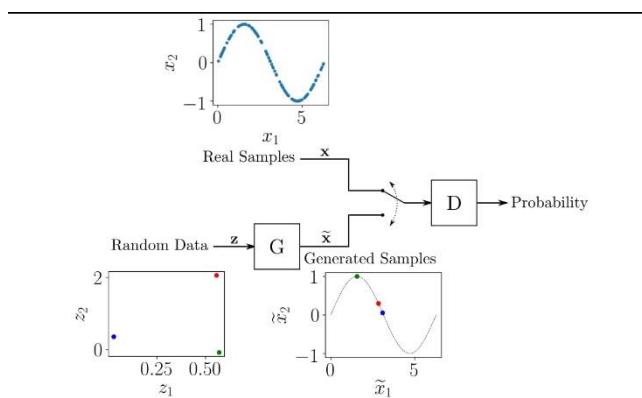 1
x₂
0
−1
0 5
x₁
Real Samples x
D
Probability
Random Data z G x̃
Generated Samples
2
z₂
0
0.25 0.50
z₁
1
x̃₂
0
−1
0 5
x̃₁